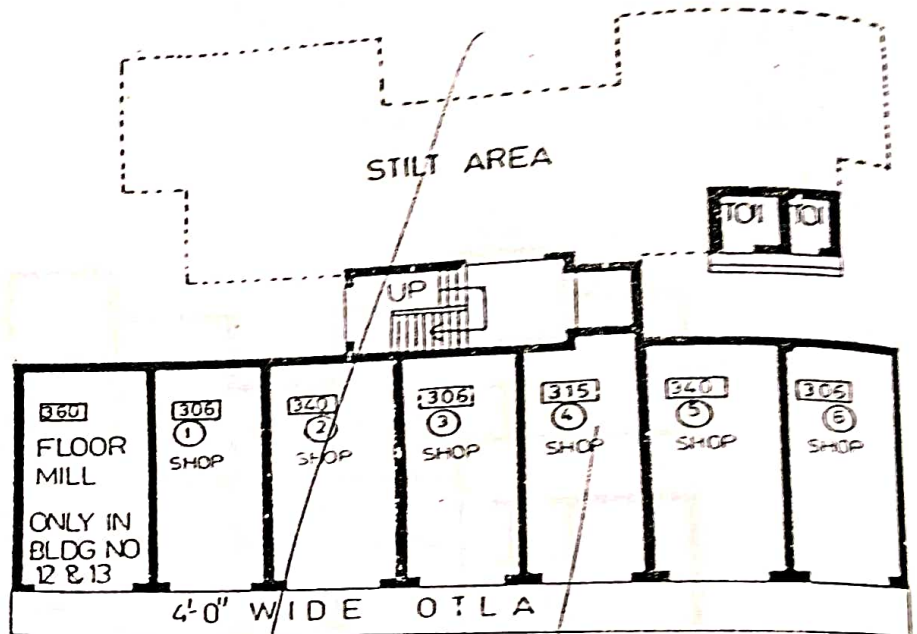 STILT AREA
TOI TOI
UP
360
FLOOR
MILL
ONLY IN
BLDG NO
12 & 13
306
1
SHOP
340
2
SHOP
306
3
SHOP
315
4
SHOP
340
5
SHOP
306
6
SHOP
4'-0" WIDE OTLA